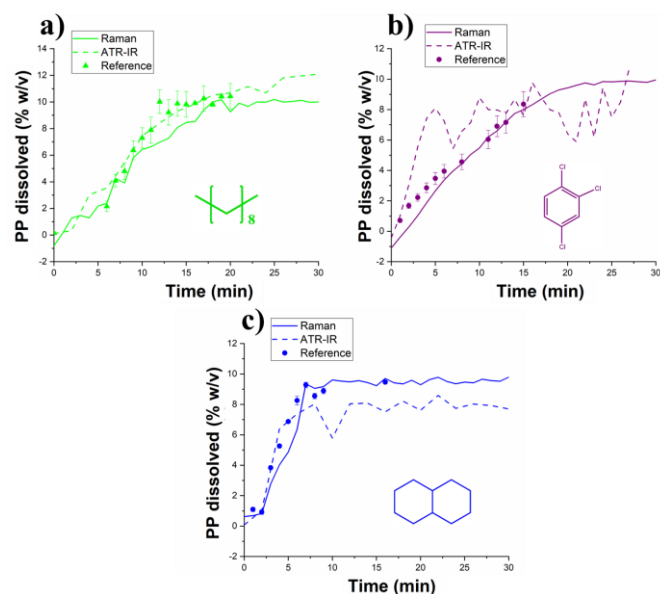 a)
Raman
ATR-IR
Reference
PP dissolved (% w/v)
14
12
10
8
6
4
2
0
-2
8
0 5 10 15 20 25 30
Time (min)
b)
Raman
ATR-IR
Reference
PP dissolved (% w/v)
14
12
10
8
6
4
2
0
-2
Cl
Cl
Cl
0 5 10 15 20 25 30
Time (min)
c)
Raman
ATR-IR
Reference
PP dissolved (% w/v)
14
12
10
8
6
4
2
0
-2
0 5 10 15 20 25 30
Time (min)